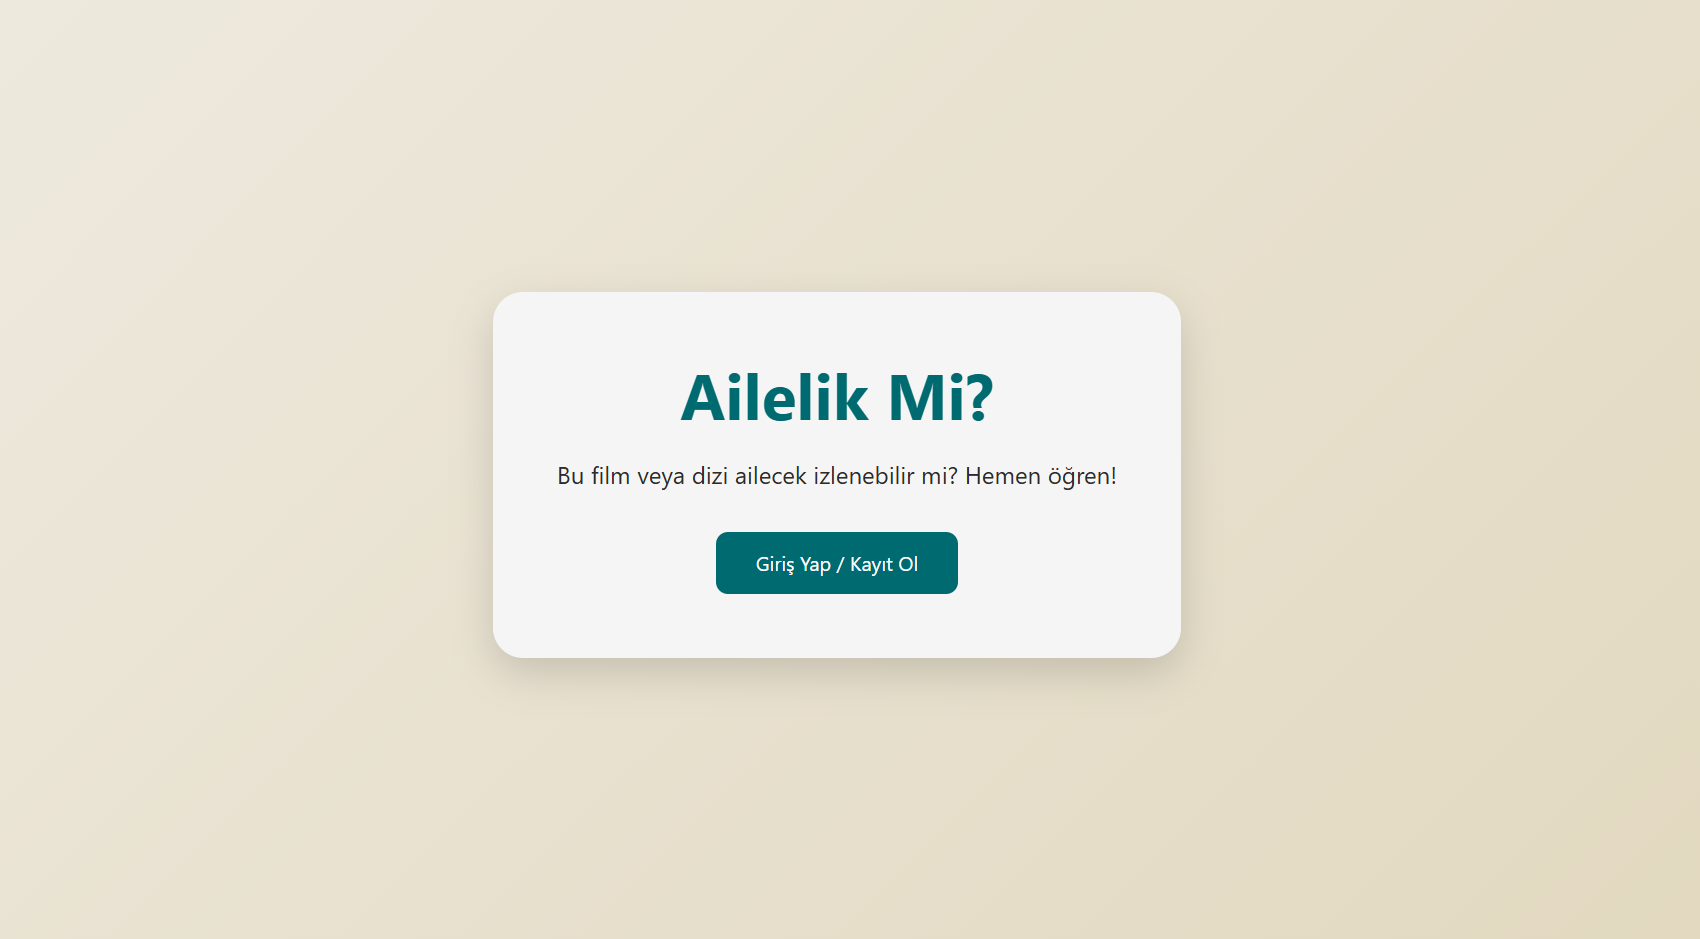 Ailelik Mi?
Bu film veya dizi ailecek izlenebilir mi? Hemen öğren!
Giriş Yap / Kayıt Ol